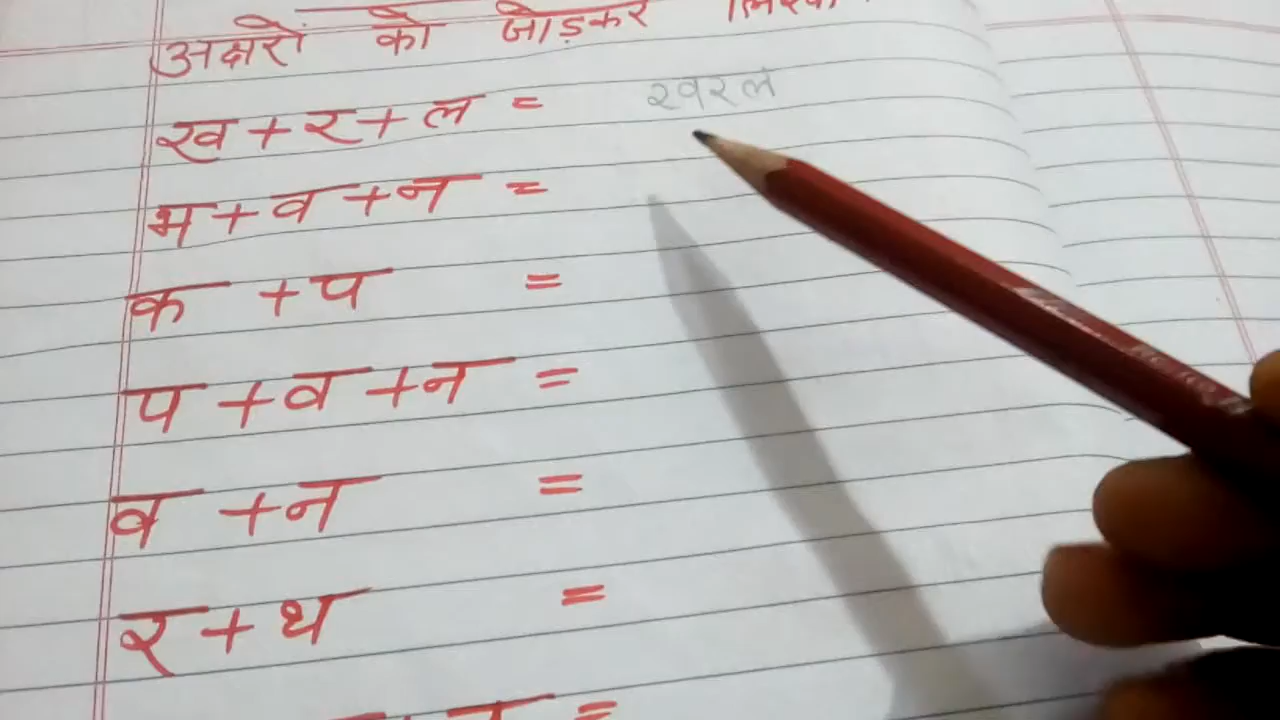 अक्षरों को जोड़कर लिखो
ख + र + ल = खरल
भ + व + न =
क + प =
प + व + न =
व + न =
र + थ =